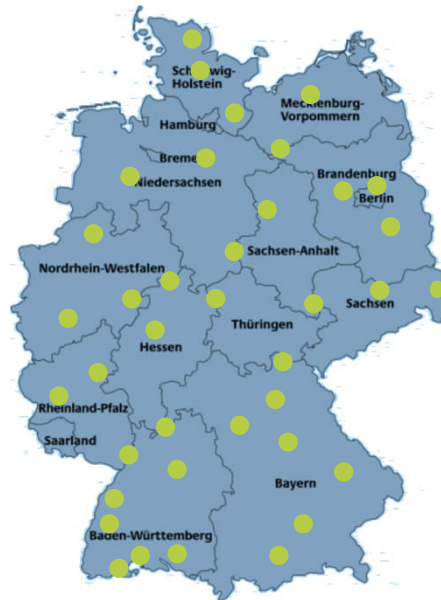 Schleswig-
Holstein
Mecklenburg-
Vorpommern
Hamburg
Bremen
Niedersachsen
Brandenburg
Berlin
Sachsen-Anhalt
Nordrhein-Westfalen
Sachsen
Thüringen
Hessen
Rheinland-Pfalz
Saarland
Bayern
Baden-Württemberg